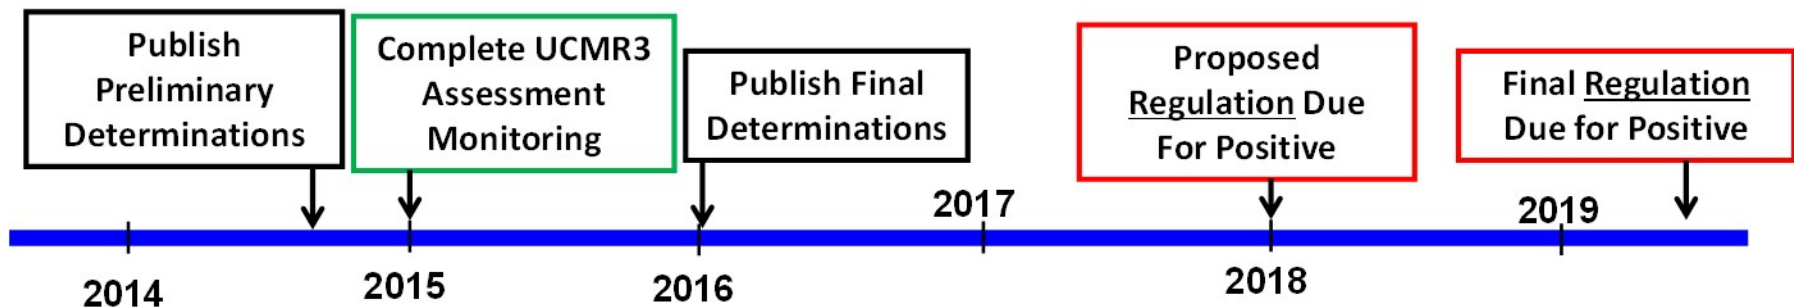 Publish
Preliminary
Determinations
Complete UCMR3
Assessment
Monitoring
Publish Final
Determinations
Proposed
Regulation Due
For Positive
Final Regulation
Due for Positive
2014
2015
2016
2017
2018
2019